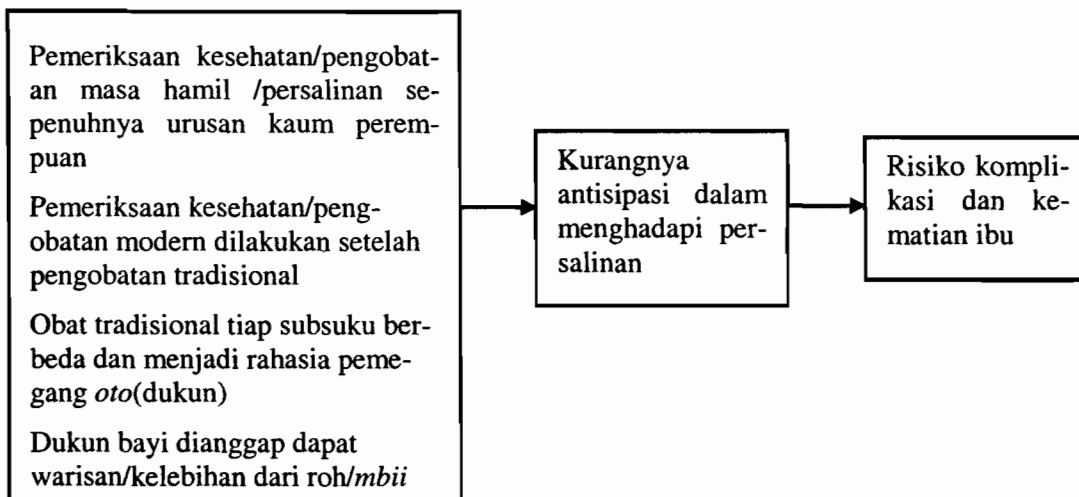 Pemeriksaan kesehatan/pengobat-
an masa hamil /persalinan se-
penuhnya urusan kaum perem-
puan
Pemeriksaan kesehatan/peng-
obatan modern dilakukan setelah
pengobatan tradisional
Obat tradisional tiap subsuku ber-
beda dan menjadi rahasia peme-
gang oto(dukun)
Dukun bayi dianggap dapat
warisan/kelebihan dari roh/mbii
Kurangnya
antisipasi dalam
menghadapi per-
salinan
Risiko kompli-
kasi dan ke-
matian ibu